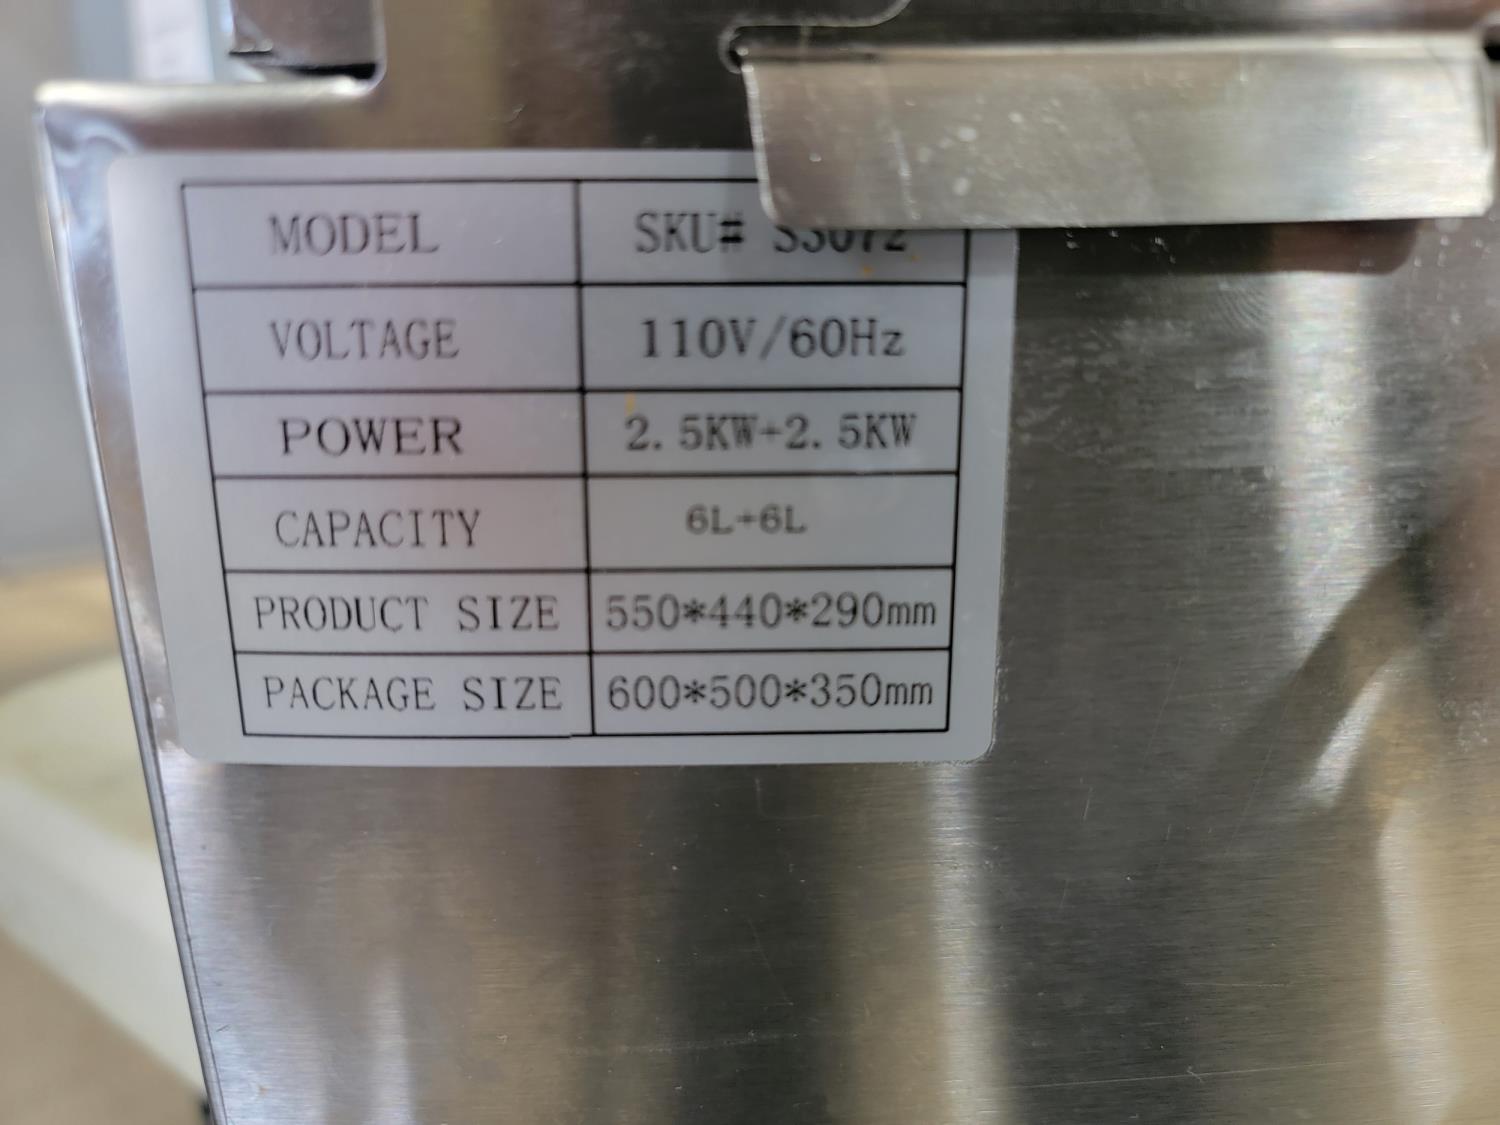 MODEL SKU# S3072
VOLTAGE 110V/60Hz
POWER 2.5KW+2.5KW
CAPACITY 6L+6L
PRODUCT SIZE 550*440*290mm
PACKAGE SIZE 600*500*350mm